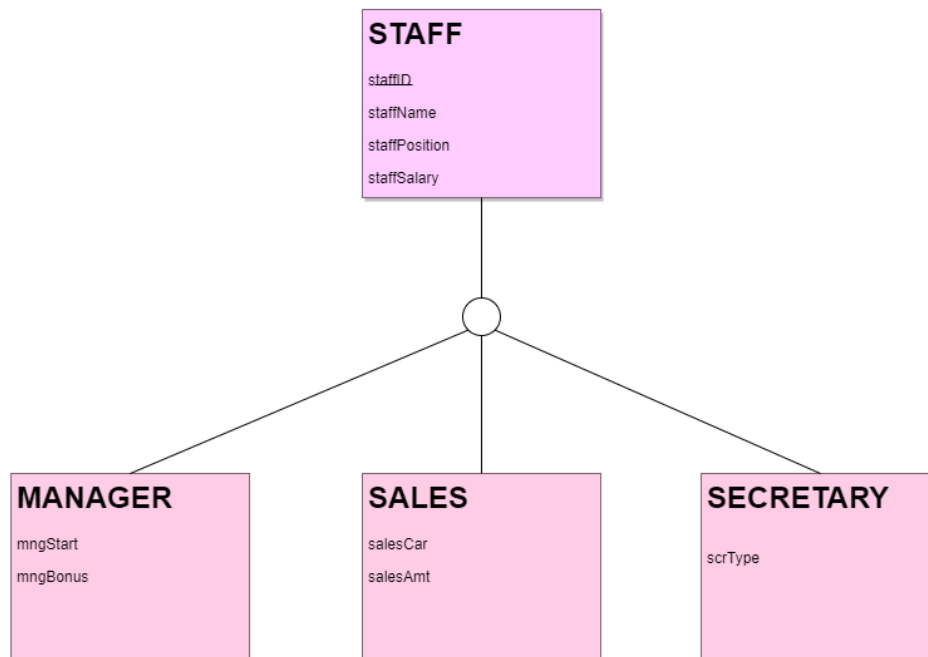 STAFF
staffID
staffName
staffPosition
staffSalary
MANAGER
mngStart
mngBonus
SALES
salesCar
salesAmt
SECRETARY
scrType